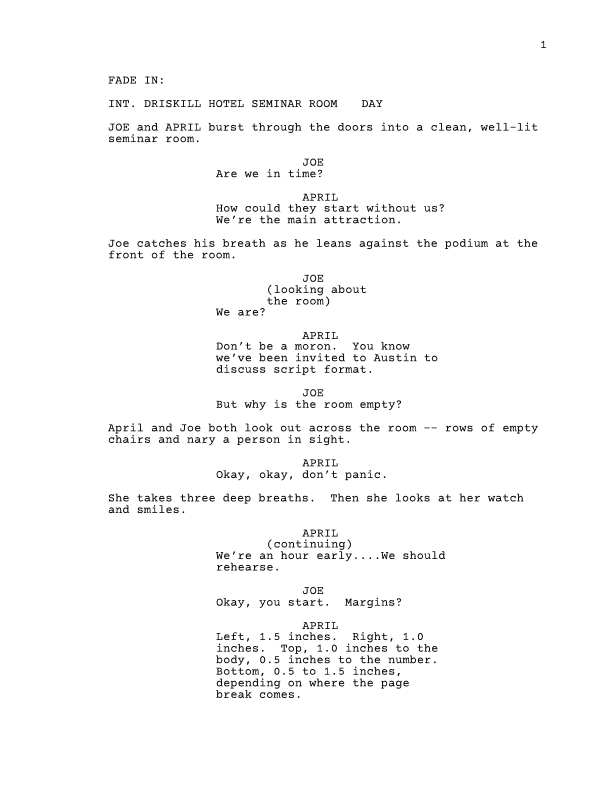 1
FADE IN:
INT. DRISKILL HOTEL SEMINAR ROOM    DAY
JOE and APRIL burst through the doors into a clean, well-lit
seminar room.
JOE
Are we in time?
APRIL
How could they start without us?
We're the main attraction.
Joe catches his breath as he leans against the podium at the
front of the room.
JOE
(looking about
the room)
We are?
APRIL
Don't be a moron.  You know
we've been invited to Austin to
discuss script format.
JOE
But why is the room empty?
April and Joe both look out across the room -- rows of empty
chairs and nary a person in sight.
APRIL
Okay, okay, don't panic.
She takes three deep breaths.  Then she looks at her watch
and smiles.
APRIL
(continuing)
We're an hour early....We should
rehearse.
JOE
Okay, you start.  Margins?
APRIL
Left, 1.5 inches.  Right, 1.0
inches.  Top, 1.0 inches to the
body, 0.5 inches to the number.
Bottom, 0.5 to 1.5 inches,
depending on where the page
break comes.